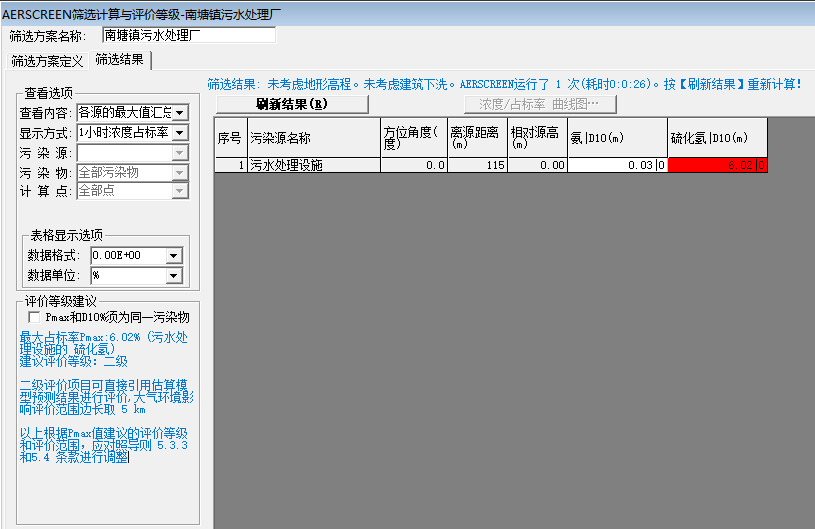 AERSCREEN筛选计算与评价等级-南塘镇污水处理厂
筛选方案名称: 南塘镇污水处理厂
筛选方案定义 筛选结果
筛选结果: 未考虑地形高程。未考虑建筑下洗。AERSCREEN运行了 1 次(耗时0:0:26)。按【刷新结果】重新计算!
刷新结果(R) 浓度/占标率 曲线图…
查看选项
查看内容: 各源的最大值汇总
显示方式: 1小时浓度占标率
污 染 源:
污 染 物: 全部污染物
计 算 点: 全部点
表格显示选项
数据格式: 0.00E+00
数据单位: %
评价等级建议
Pmax和D10%须为同一污染物
最大占标率Pmax:6.02% (污水处
理设施的 硫化氢)
建议评价等级: 二级
二级评价项目可直接引用估算模
型预测结果进行评价,大气环境影
响评价范围边长取 5 km
以上根据Pmax值建议的评价等级
和评价范围, 应对照导则 5.3.3
和5.4 条款进行调整
序号 污染源名称 方位角度(度) 离源距离(m) 相对源高(m) 氨|D10(m) 硫化氢|D10(m)
1 污水处理设施 0.0 115 0.00 0.03|0 6.02|0